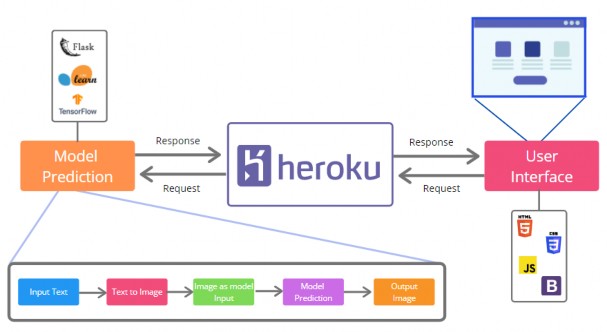 Flask
learn
TensorFlow
Model
Prediction
Response
Request
heroku
Response
Request
User
Interface
HTML
5
CSS
3
JS
B
Input Text
Text to Image
Image as model
Input
Model
Prediction
Output
Image